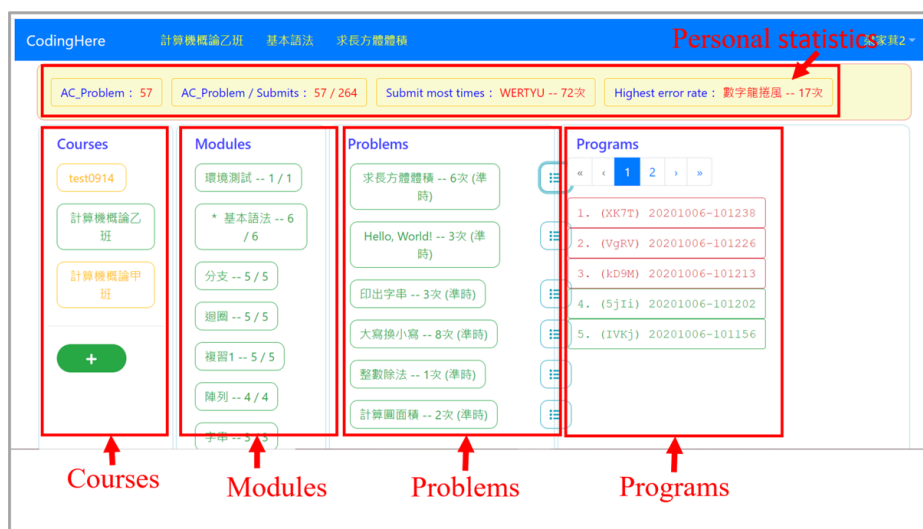 CodingHere 計算機概論乙班 基本語法 求長方體體積
Personal statistics
AC_Problem： 57 AC_Problem / Submits： 57 / 264 Submit most times： WERTYU -- 72次 Highest error rate： 數字龍捲風 -- 17次
Courses
test0914
計算機概論乙
班
計算機概論甲
班
+
Modules
環境測試 -- 1 / 1
* 基本語法 -- 6
/ 6
分支 -- 5 / 5
迴圈 -- 5 / 5
複習1 -- 5 / 5
陣列 -- 4 / 4
字串 -- 3 / 3
Problems
求長方體體積 -- 6次 (準
時)
Hello, World! -- 3次 (準
時)
印出字串 -- 3次 (準時)
大寫換小寫 -- 8次 (準時)
整數除法 -- 1次 (準時)
計算圓面積 -- 2次 (準時)
Programs
« ‹ 1 2 › »
1. (XK7T) 20201006-101238
2. (VgRV) 20201006-101226
3. (kD9M) 20201006-101213
4. (5jIi) 20201006-101202
5. (IVKj) 20201006-101156
Courses
Modules
Problems
Programs